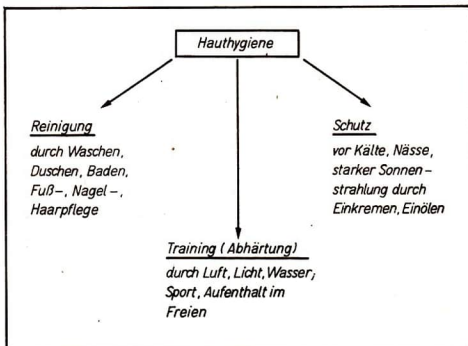 Hauthygiene
Reinigung
durch Waschen,
Duschen, Baden,
Fuß-, Nagel-,
Haarpflege
Schutz
vor Kälte, Nässe,
starker Sonnen-
strahlung durch
Einkremen, Einölen
Training (Abhärtung)
durch Luft, Licht, Wasser,
Sport, Aufenthalt im
Freien